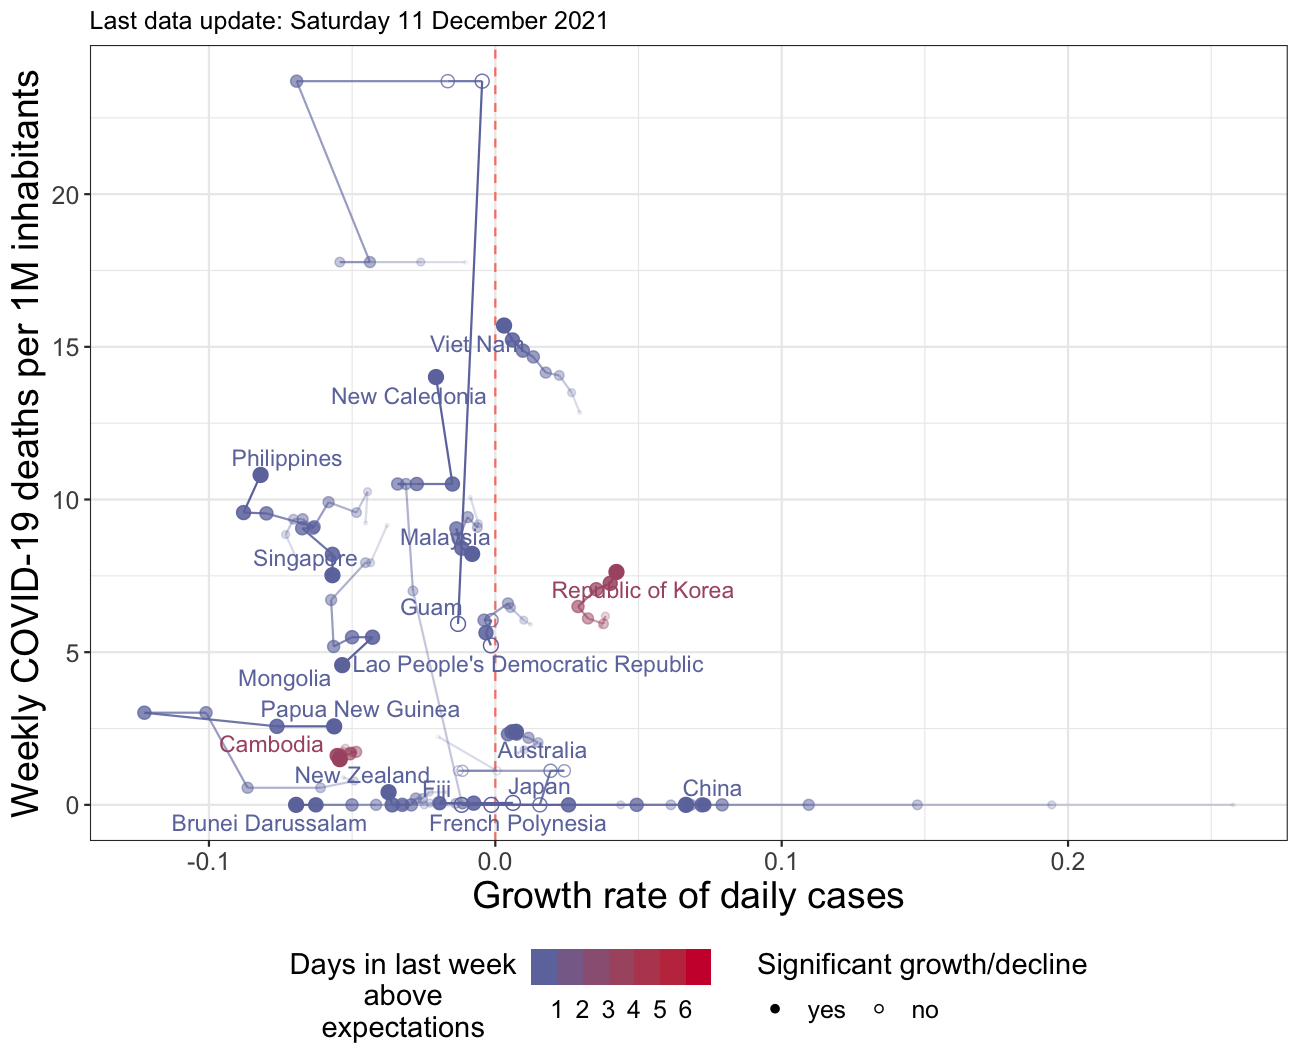 Last data update: Saturday 11 December 2021
Weekly COVID-19 deaths per 1M inhabitants
20
15
10
5
0
Viet Nam
New Caledonia
Philippines
Malaysia
Singapore
Republic of Korea
Guam
Lao People's Democratic Republic
Mongolia
Papua New Guinea
Cambodia
Australia
New Zealand
Fiji
Japan
China
Brunei Darussalam
French Polynesia
-0.1
0.0
0.1
0.2
Growth rate of daily cases
Days in last week
above
expectations
1 2 3 4 5 6
Significant growth/decline
yes
no